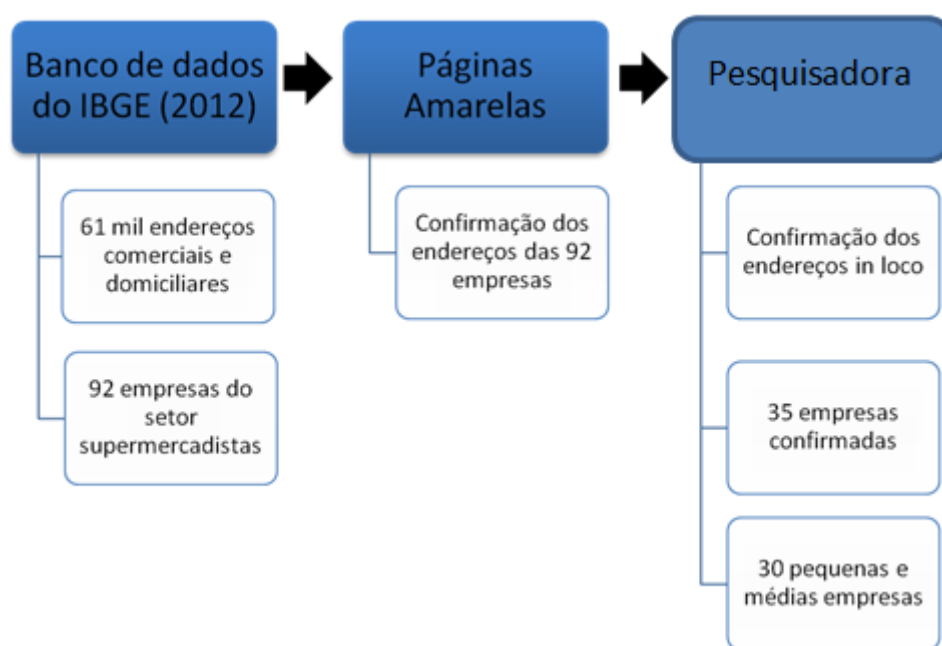 Banco de dados
do IBGE (2012)
61 mil endereços
comerciais e
domiciliares
92 empresas do
setor
supermercadistas
Páginas
Amarelas
Confirmação dos
endereços das 92
empresas
Pesquisadora
Confirmação dos
endereços in loco
35 empresas
confirmadas
30 pequenas e
médias empresas